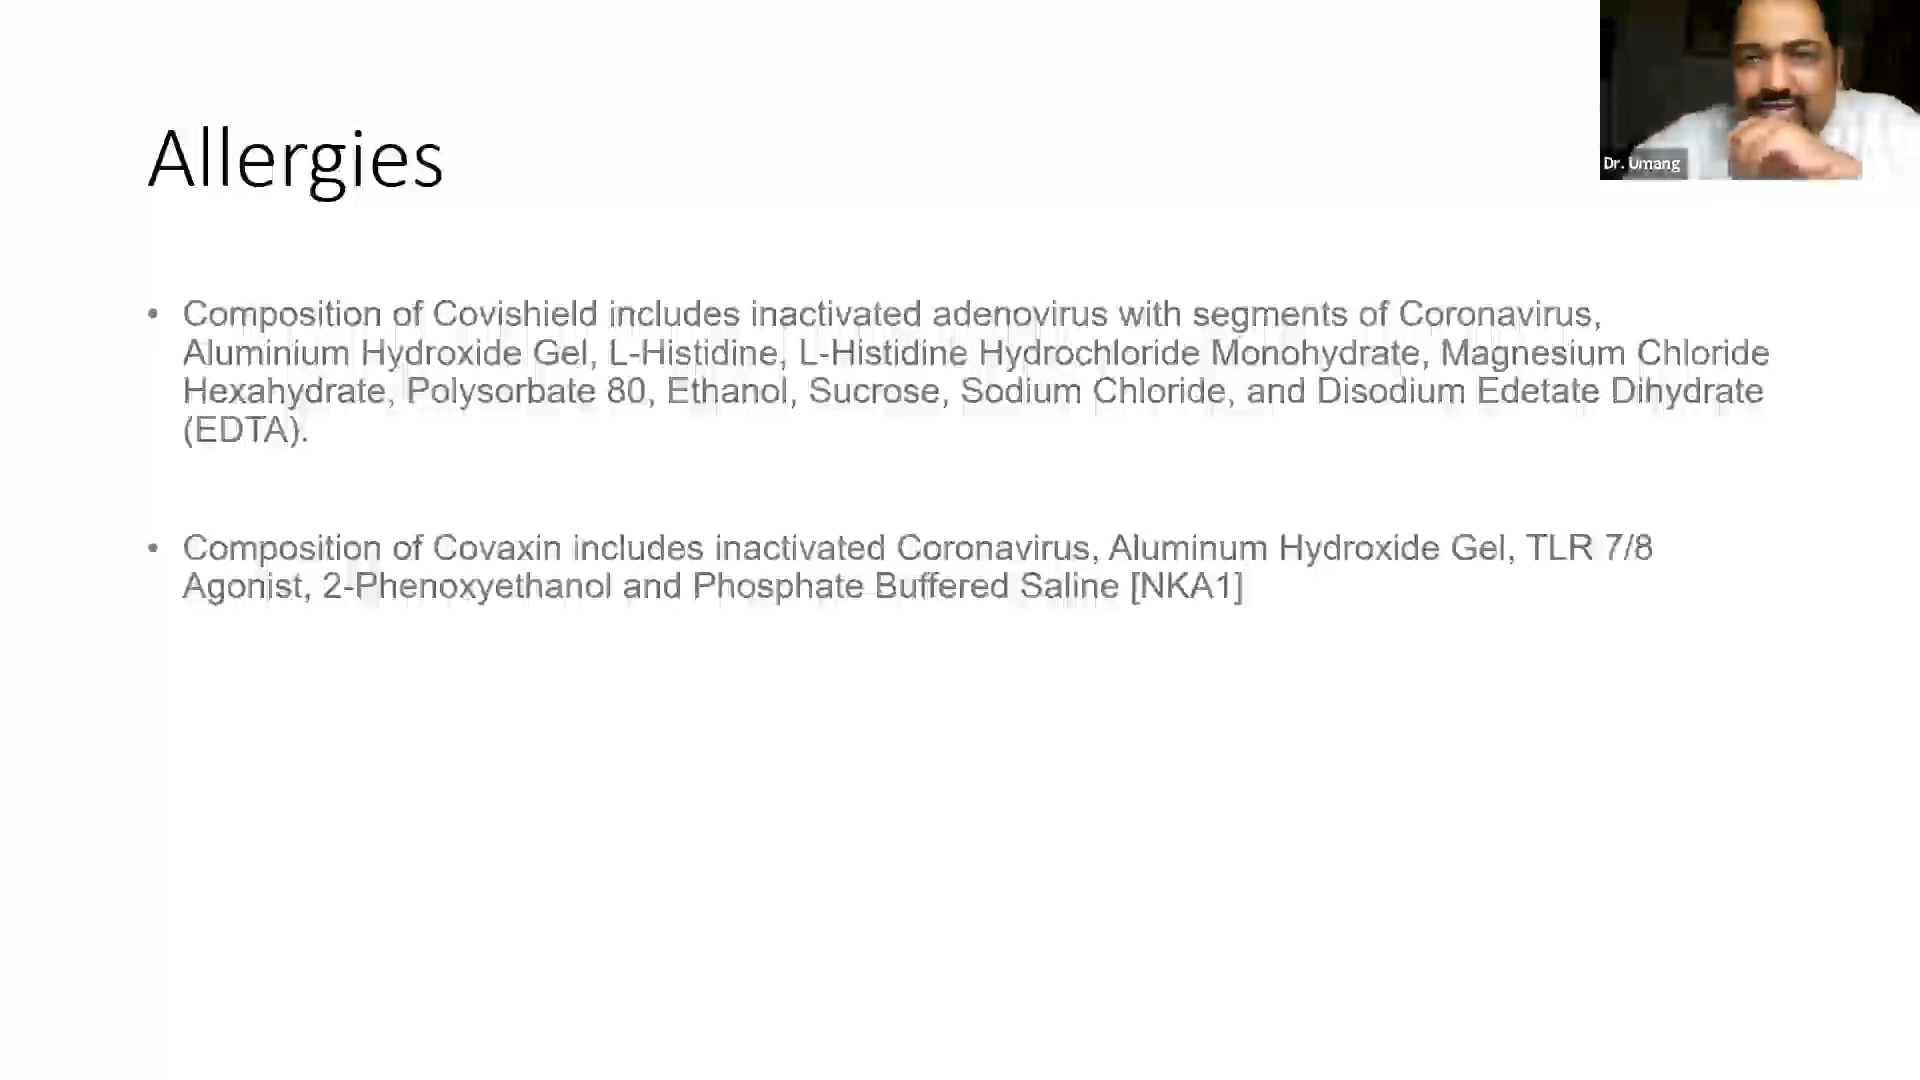 Allergies
Dr. Umang
• Composition of Covishield includes inactivated adenovirus with segments of Coronavirus,
Aluminium Hydroxide Gel, L-Histidine, L-Histidine Hydrochloride Monohydrate, Magnesium Chloride
Hexahydrate, Polysorbate 80, Ethanol, Sucrose, Sodium Chloride, and Disodium Edetate Dihydrate
(EDTA).
• Composition of Covaxin includes inactivated Coronavirus, Aluminum Hydroxide Gel, TLR 7/8
Agonist, 2-Phenoxyethanol and Phosphate Buffered Saline [NKA1]